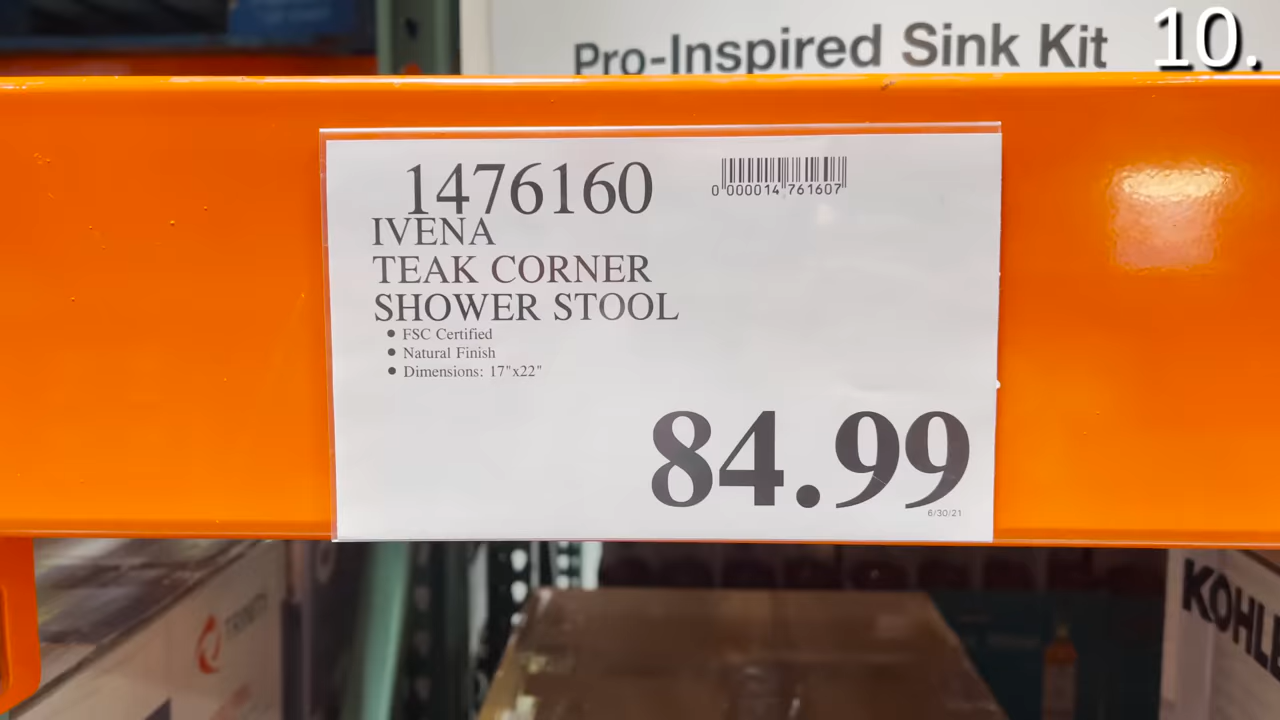 Pro-Inspired Sink Kit
10.
1476160
0 000014 761607
IVENA
TEAK CORNER
SHOWER STOOL
• FSC Certified
• Natural Finish
• Dimensions: 17"x22"
84.99
6/30/21
KOHL